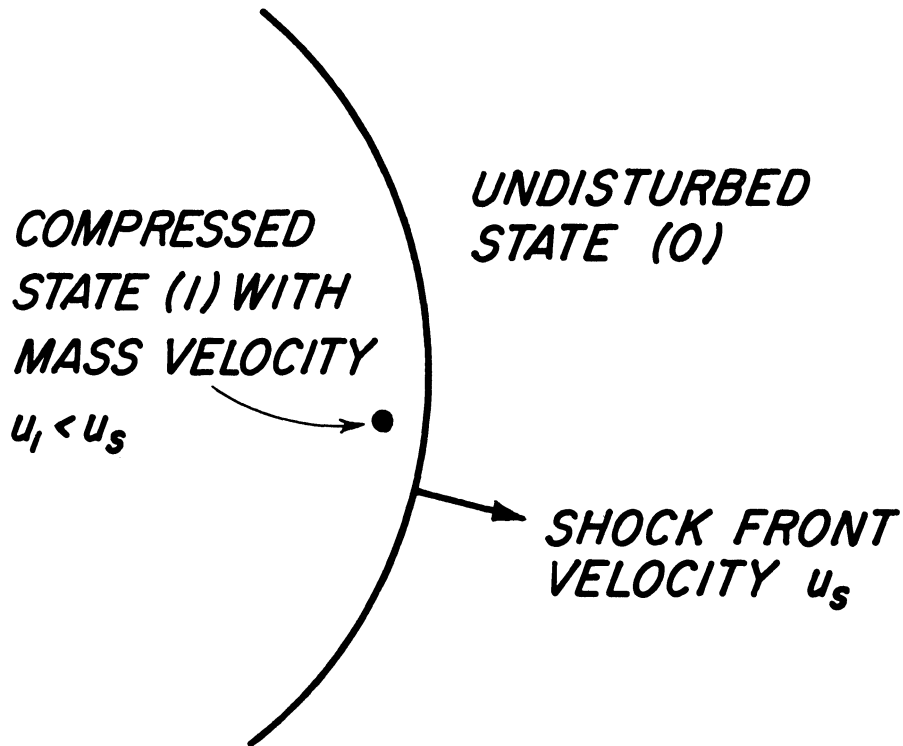 COMPRESSED
STATE (1) WITH
MASS VELOCITY
u₁ < uₛ
UNDISTURBED
STATE (0)
SHOCK FRONT
VELOCITY uₛ